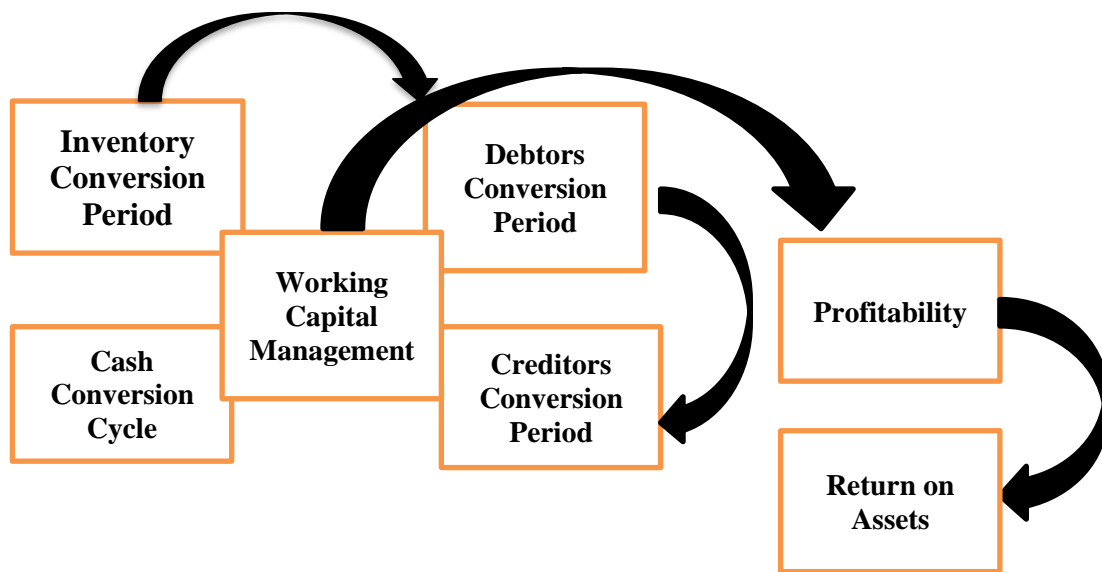 Inventory
Conversion
Period
Debtors
Conversion
Period
Working
Capital
Management
Profitability
Cash
Conversion
Cycle
Creditors
Conversion
Period
Return on
Assets